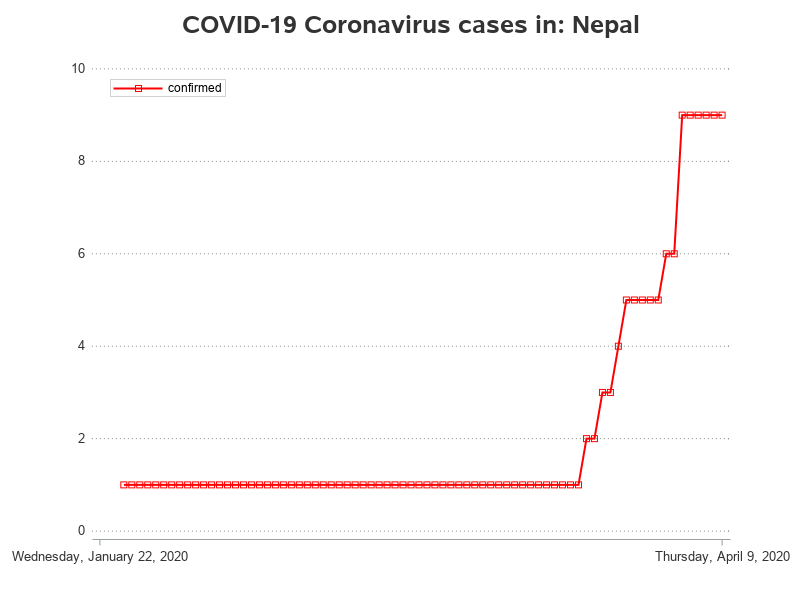 COVID-19 Coronavirus cases in: Nepal
10
confirmed
8
6
4
2
0
Wednesday, January 22, 2020
Thursday, April 9, 2020